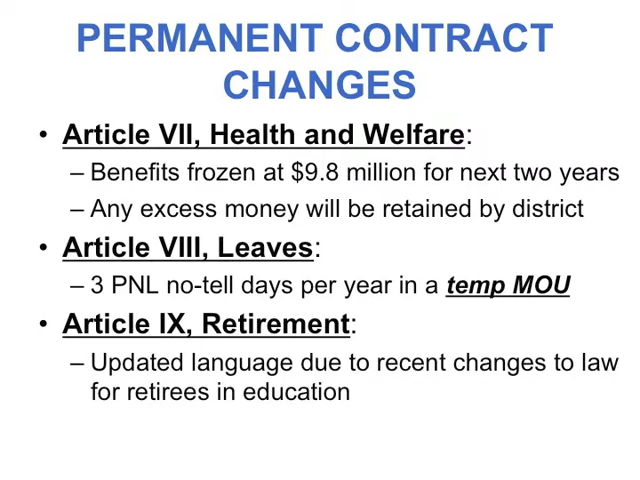 PERMANENT CONTRACT
CHANGES
• Article VII, Health and Welfare:
– Benefits frozen at $9.8 million for next two years
– Any excess money will be retained by district
• Article VIII, Leaves:
– 3 PNL no-tell days per year in a temp MOU
• Article IX, Retirement:
– Updated language due to recent changes to law
for retirees in education